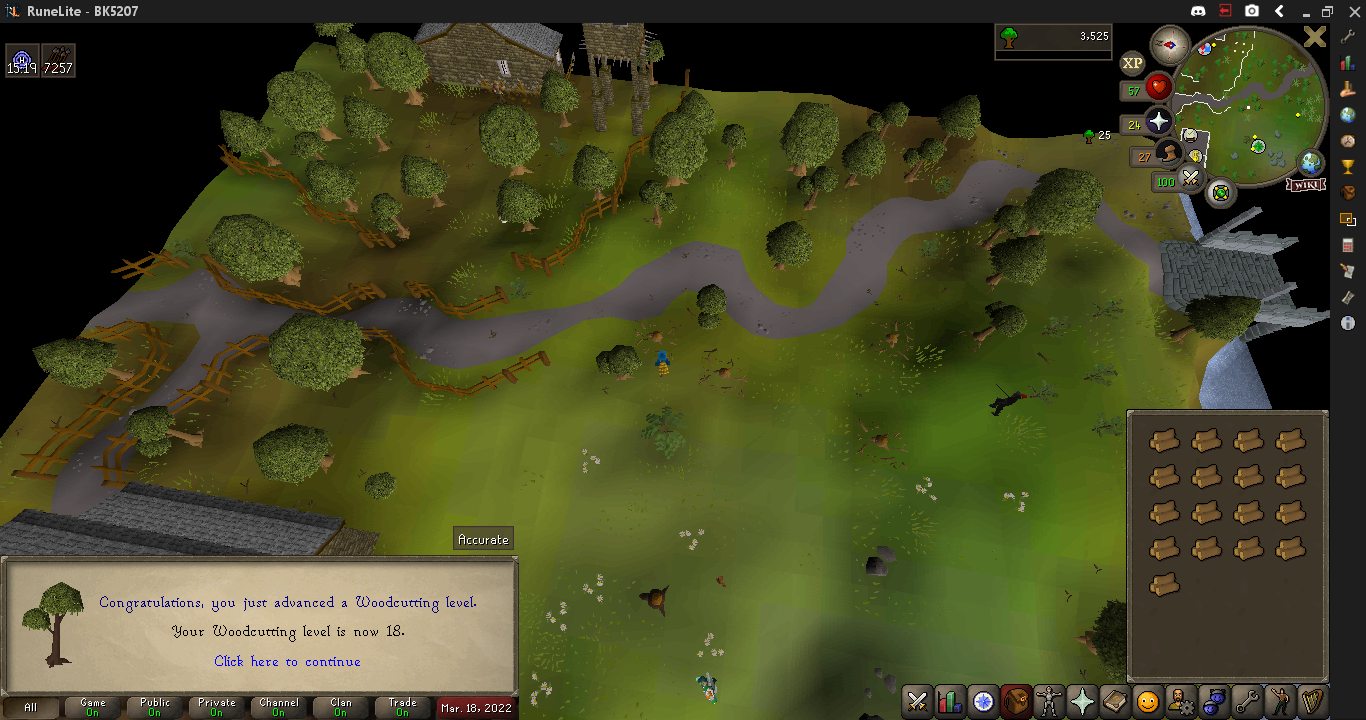 RuneLite - BK5207
3,525
15:19
7257
XP
57
25
24
27
WIKI
100
Accurate
Congratulations, you just advanced a Woodcutting level.
Your Woodcutting level is now 18.
Click here to continue
All
Game
On
Public
On
Private
On
Channel
On
Clan
On
Trade
On
Mar. 18, 2022